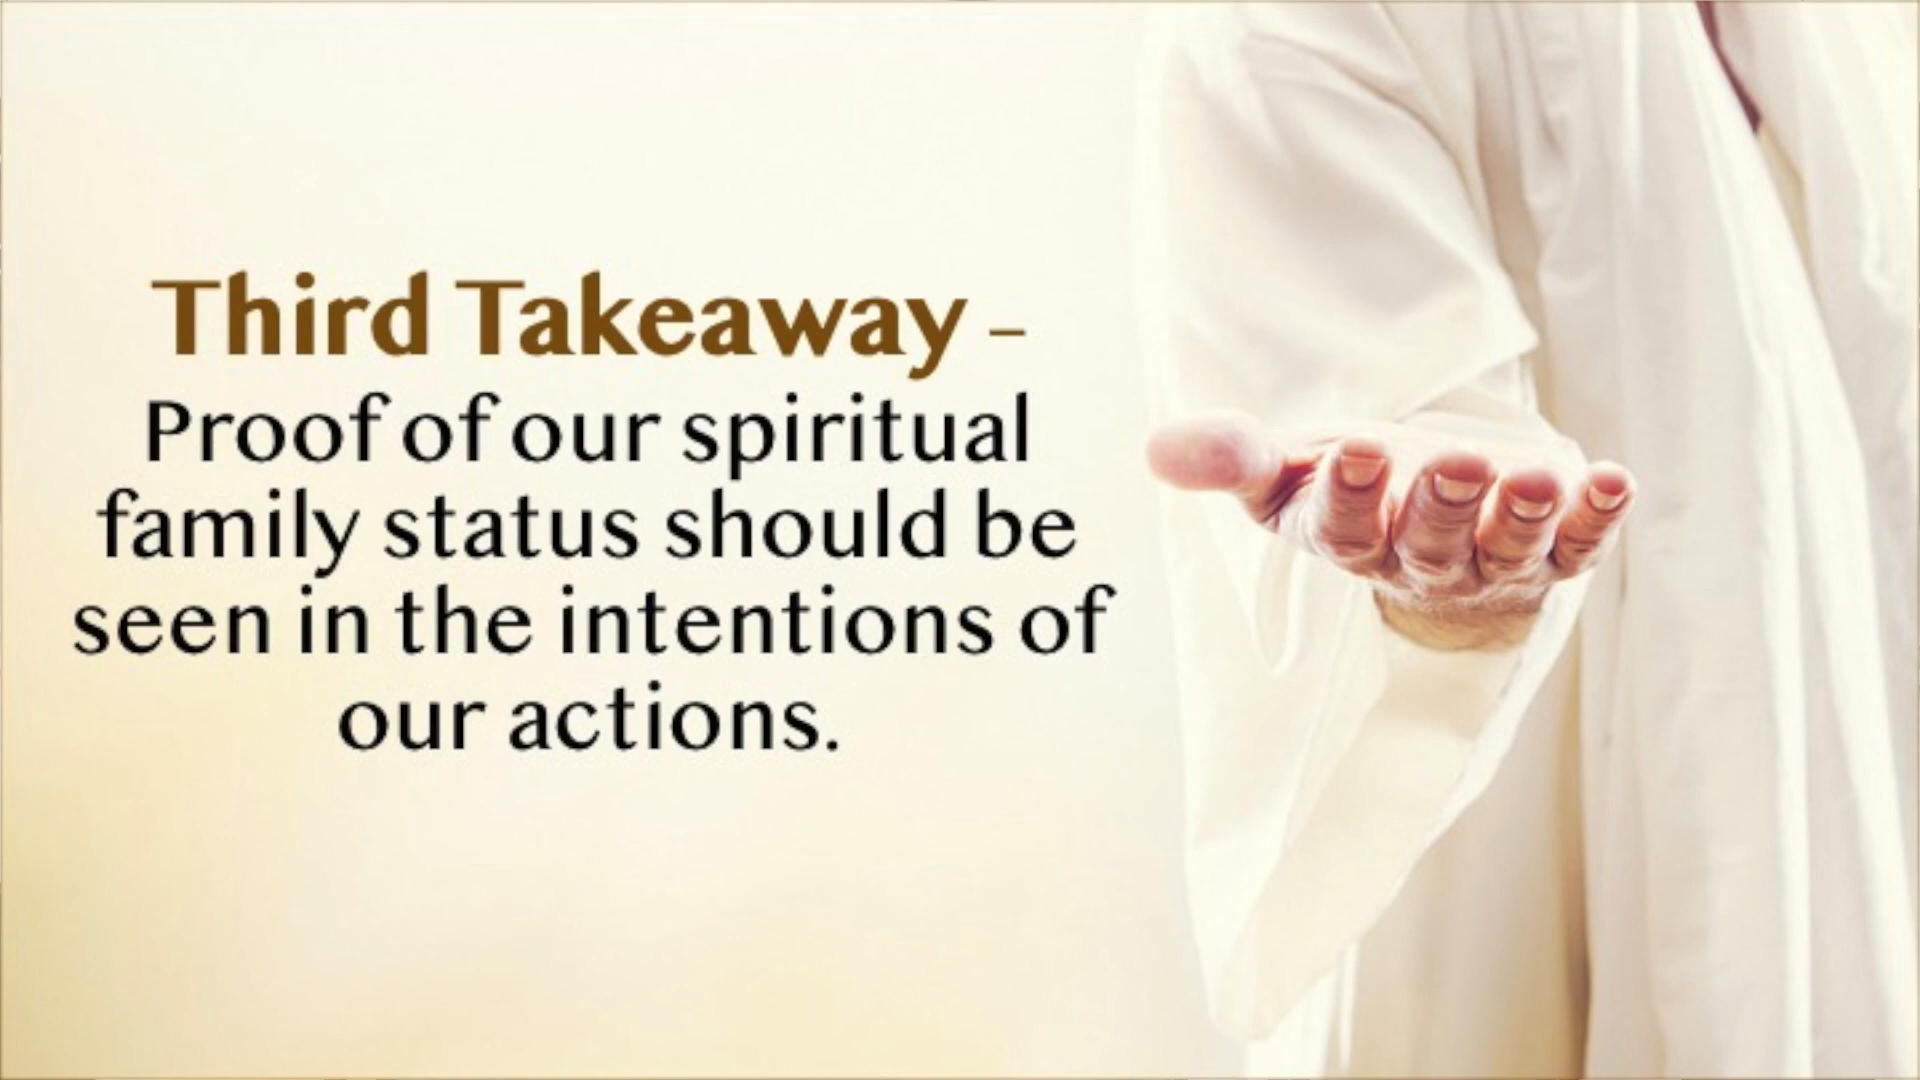 Third Takeaway –
Proof of our spiritual
family status should be
seen in the intentions of
our actions.